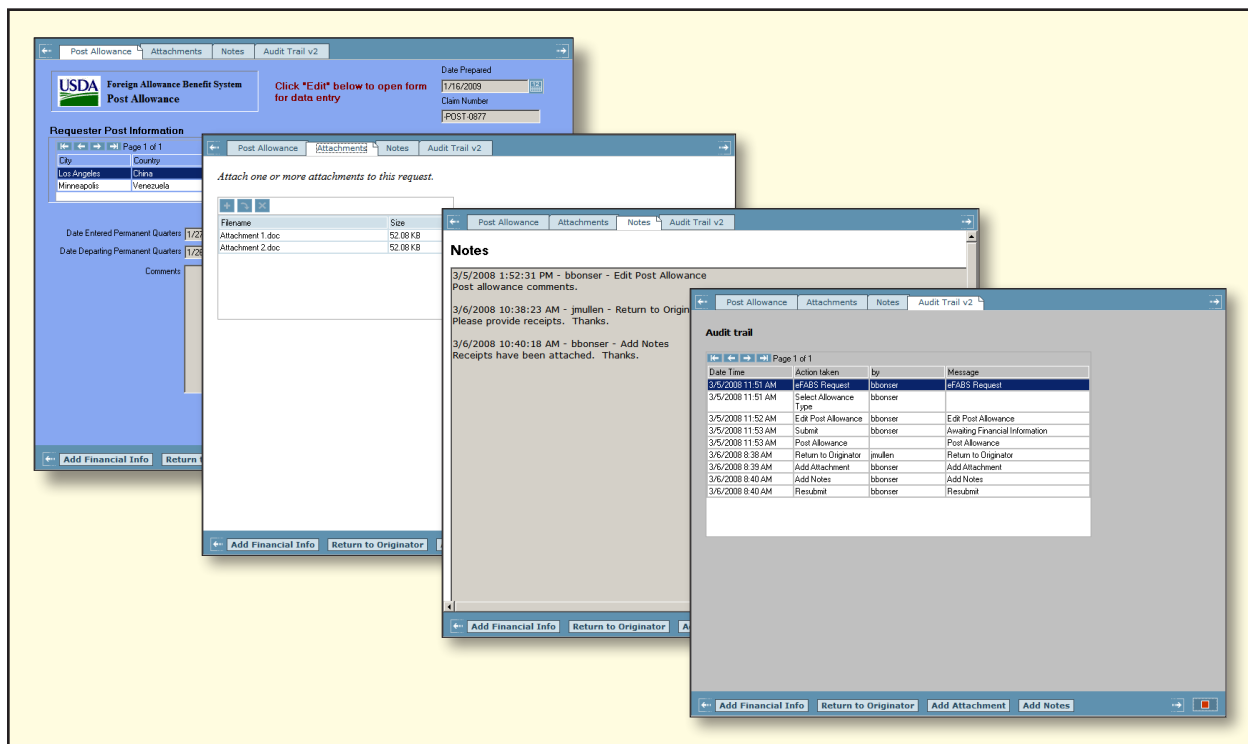 Post Allowance Attachments Notes Audit Trail v2
USDA Foreign Allowance Benefit System
Post Allowance
Click "Edit" below to open form
for data entry
Date Prepared
1/16/2009
Claim Number
-POST-0877
Requester Post Information
Page 1 of 1
City Country
Los Angeles China
Minneapolis Venezuela
Date Entered Permanent Quarters 1/27
Date Departing Permanent Quarters 1/26
Comments
Add Financial Info Return
Post Allowance Attachments Notes Audit Trail v2
Attach one or more attachments to this request.
Filename Size
Attachment 1.doc 52.08 KB
Attachment 2.doc 52.08 KB
Add Financial Info Return to Originator
Post Allowance Attachments Notes Audit Trail v2
Notes
3/5/2008 1:52:31 PM - bbonser - Edit Post Allowance
Post allowance comments.
3/6/2008 10:38:23 AM - jmullen - Return to Origin
Please provide receipts. Thanks.
3/6/2008 10:40:18 AM - bbonser - Add Notes
Receipts have been attached. Thanks.
Add Financial Info Return to Originator
Post Allowance Attachments Notes Audit Trail v2
Audit trail
Page 1 of 1
Date Time Action taken by Message
3/5/2008 11:51 AM eFABS Request bbonser eFABS Request
3/5/2008 11:51 AM Select Allowance bbonser
Type
3/5/2008 11:52 AM Edit Post Allowance bbonser Edit Post Allowance
3/5/2008 11:53 AM Submit bbonser Awaiting Financial Information
3/5/2008 11:53 AM Post Allowance Post Allowance
3/6/2008 8:38 AM Return to Originator jmullen Return to Originator
3/6/2008 8:39 AM Add Attachment bbonser Add Attachment
3/6/2008 8:40 AM Add Notes bbonser Add Notes
3/6/2008 8:40 AM Resubmit bbonser Resubmit
Add Financial Info Return to Originator Add Attachment Add Notes